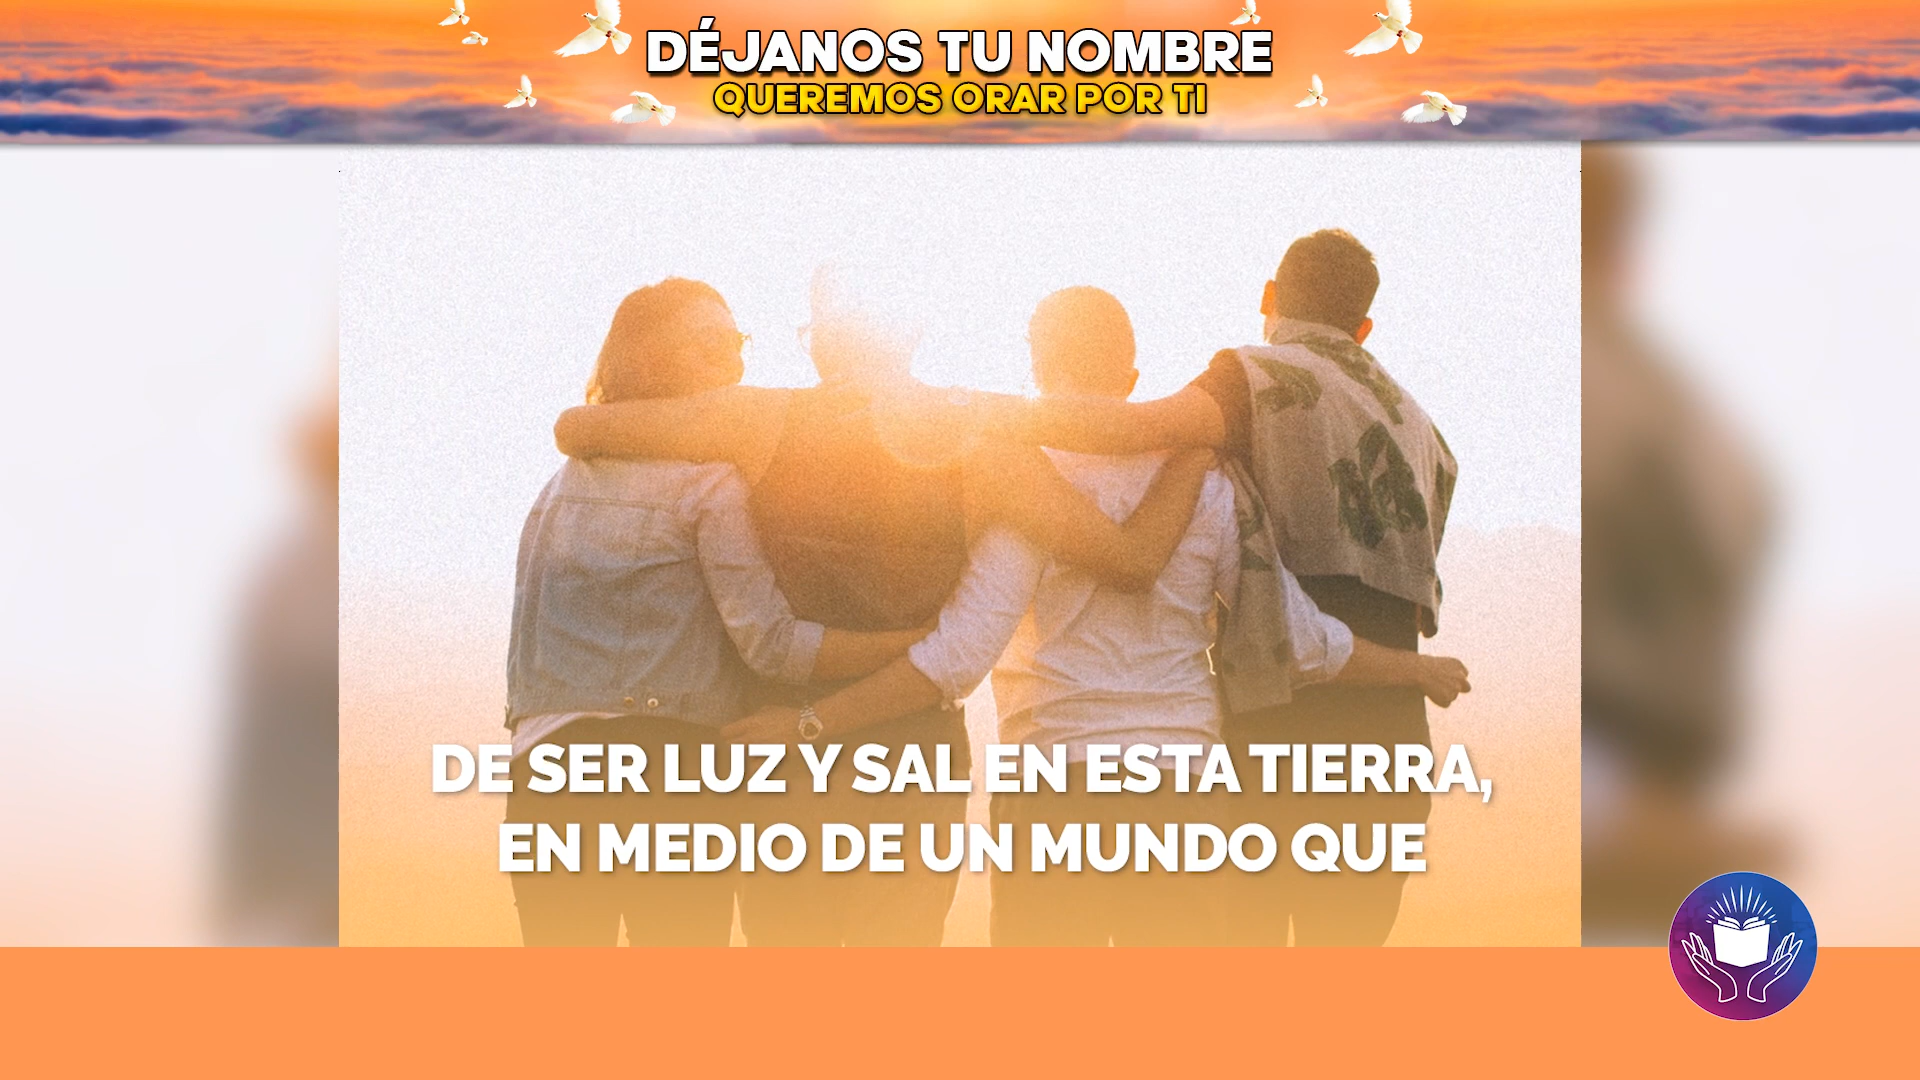 DÉJANOS TU NOMBRE
QUEREMOS ORAR POR TI
DE SER LUZ Y SAL EN ESTA TIERRA,
EN MEDIO DE UN MUNDO QUE